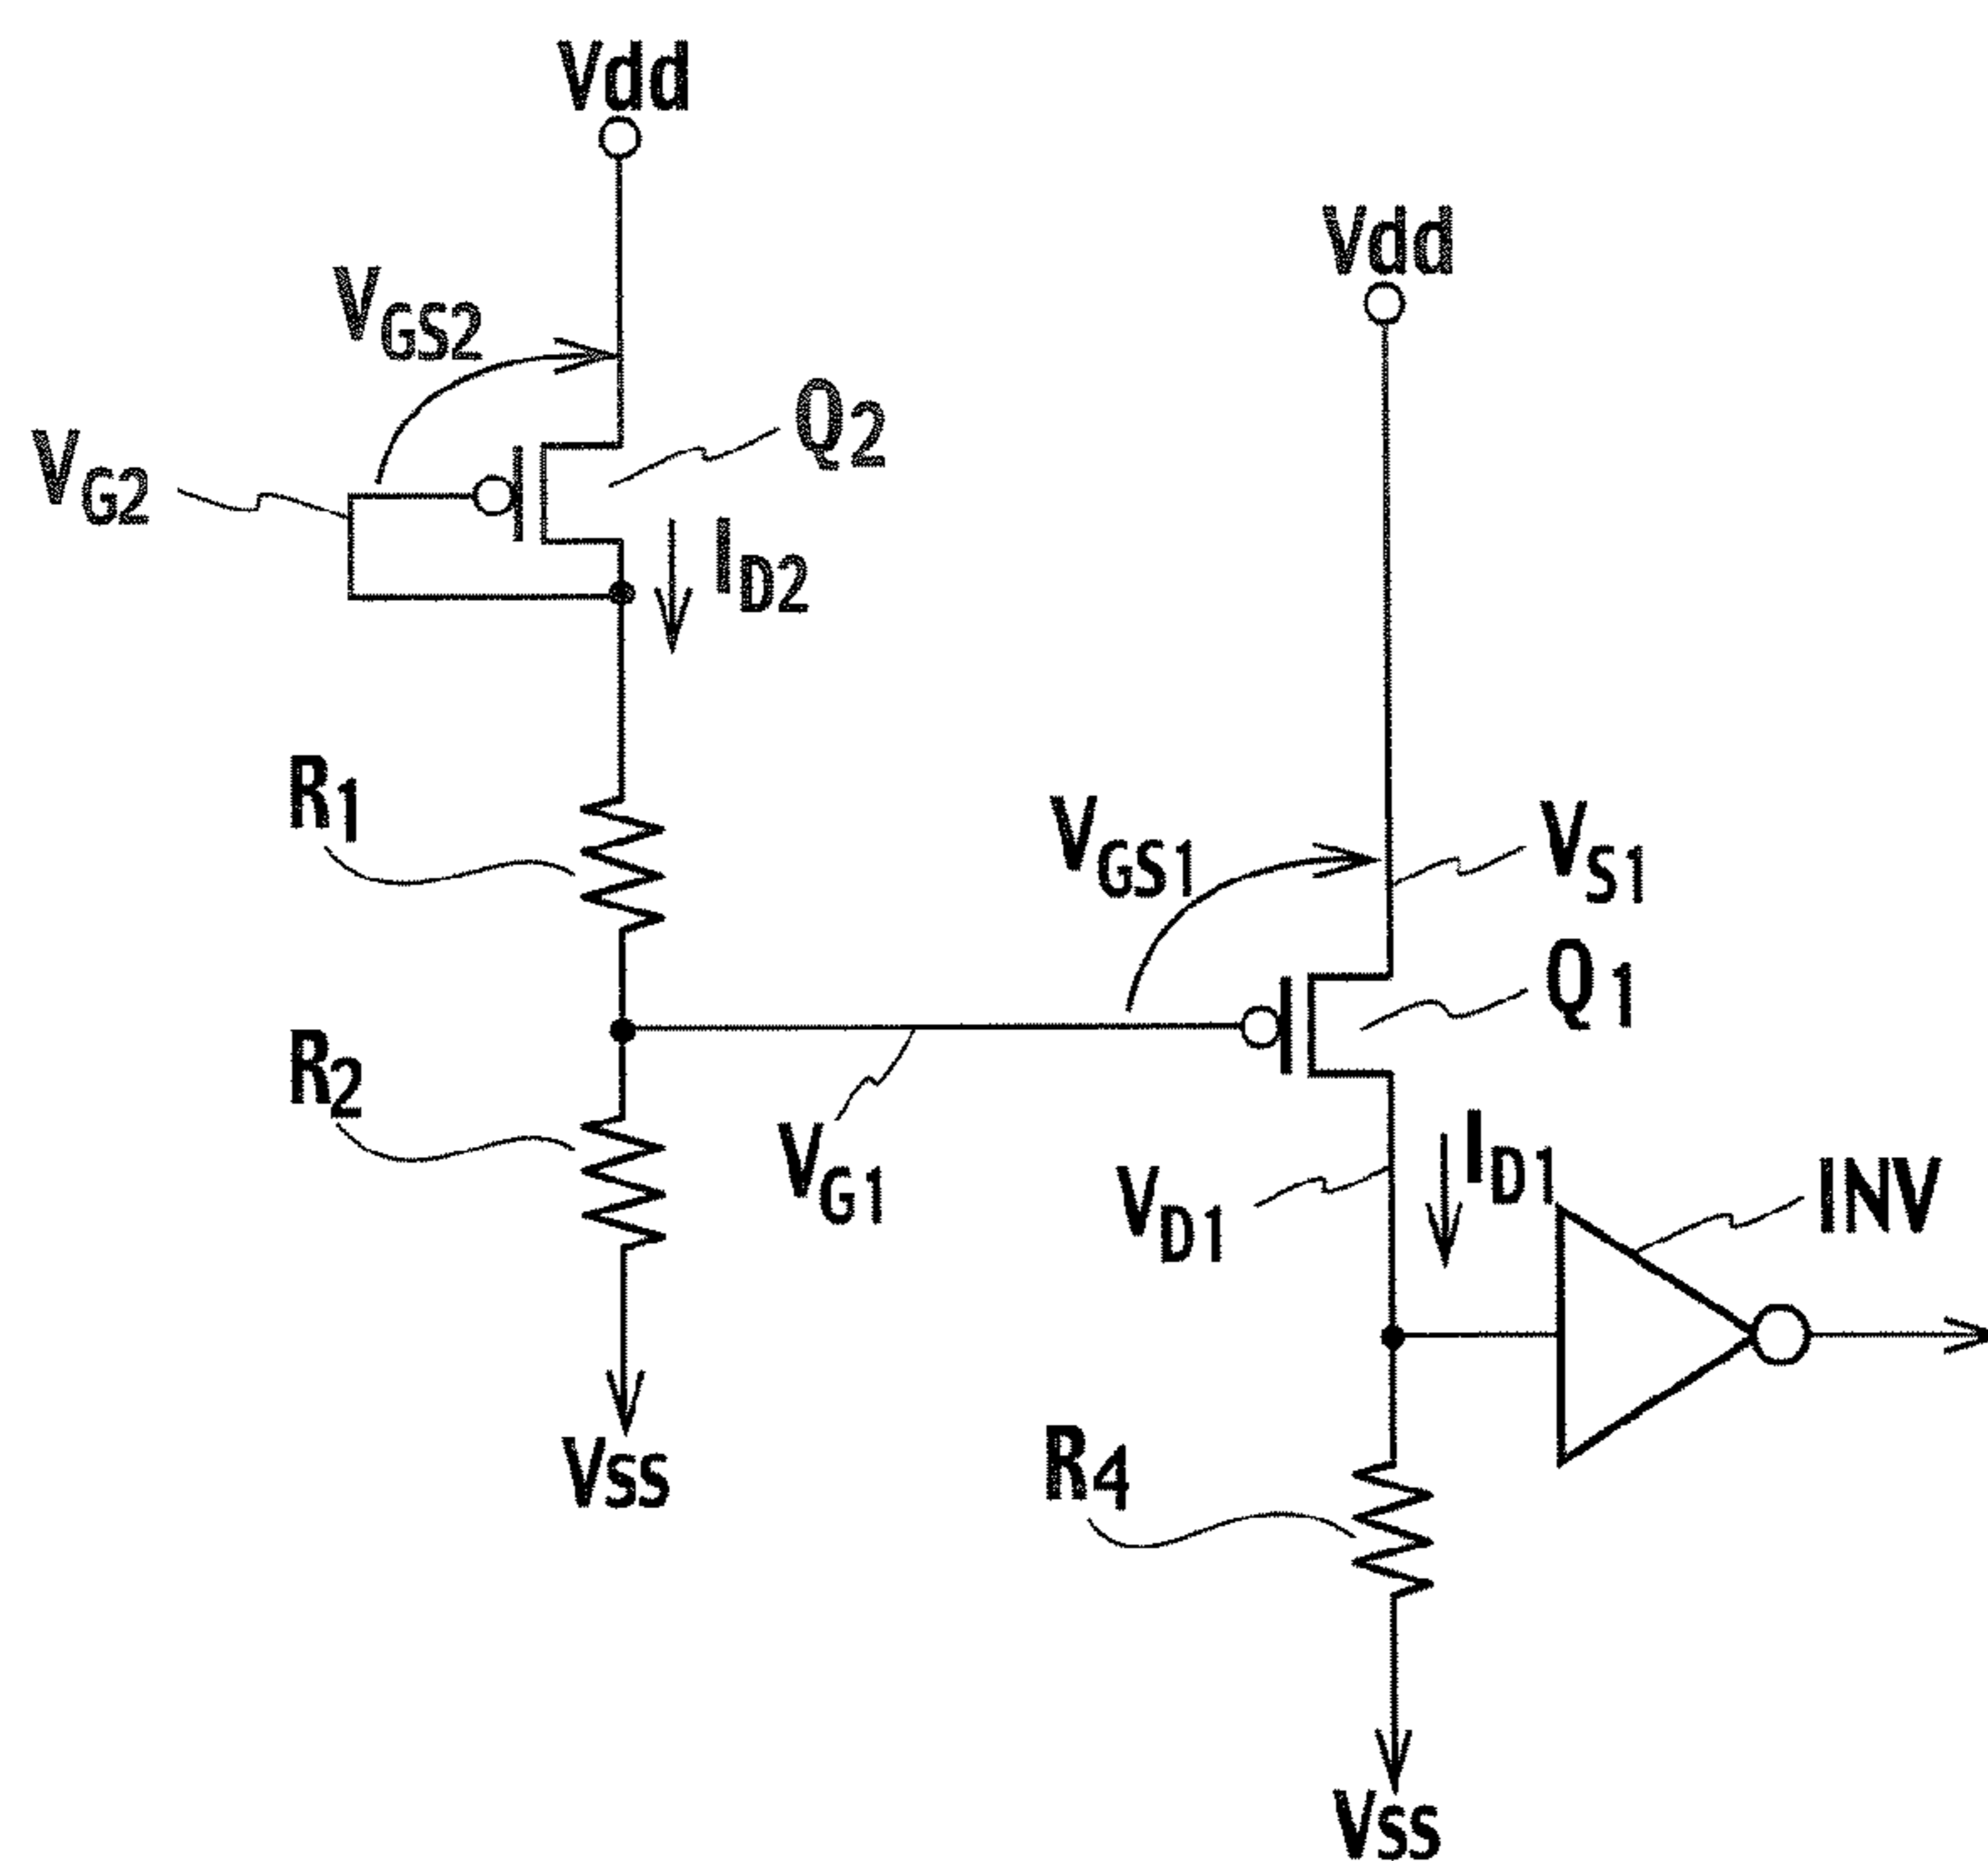 Vdd
Vdd
VGS2
Q2
VG2
ID2
R1
VGS1
VS1
Q1
R2
VG1
ID1
VD1
INV
R4
Vss
Vss